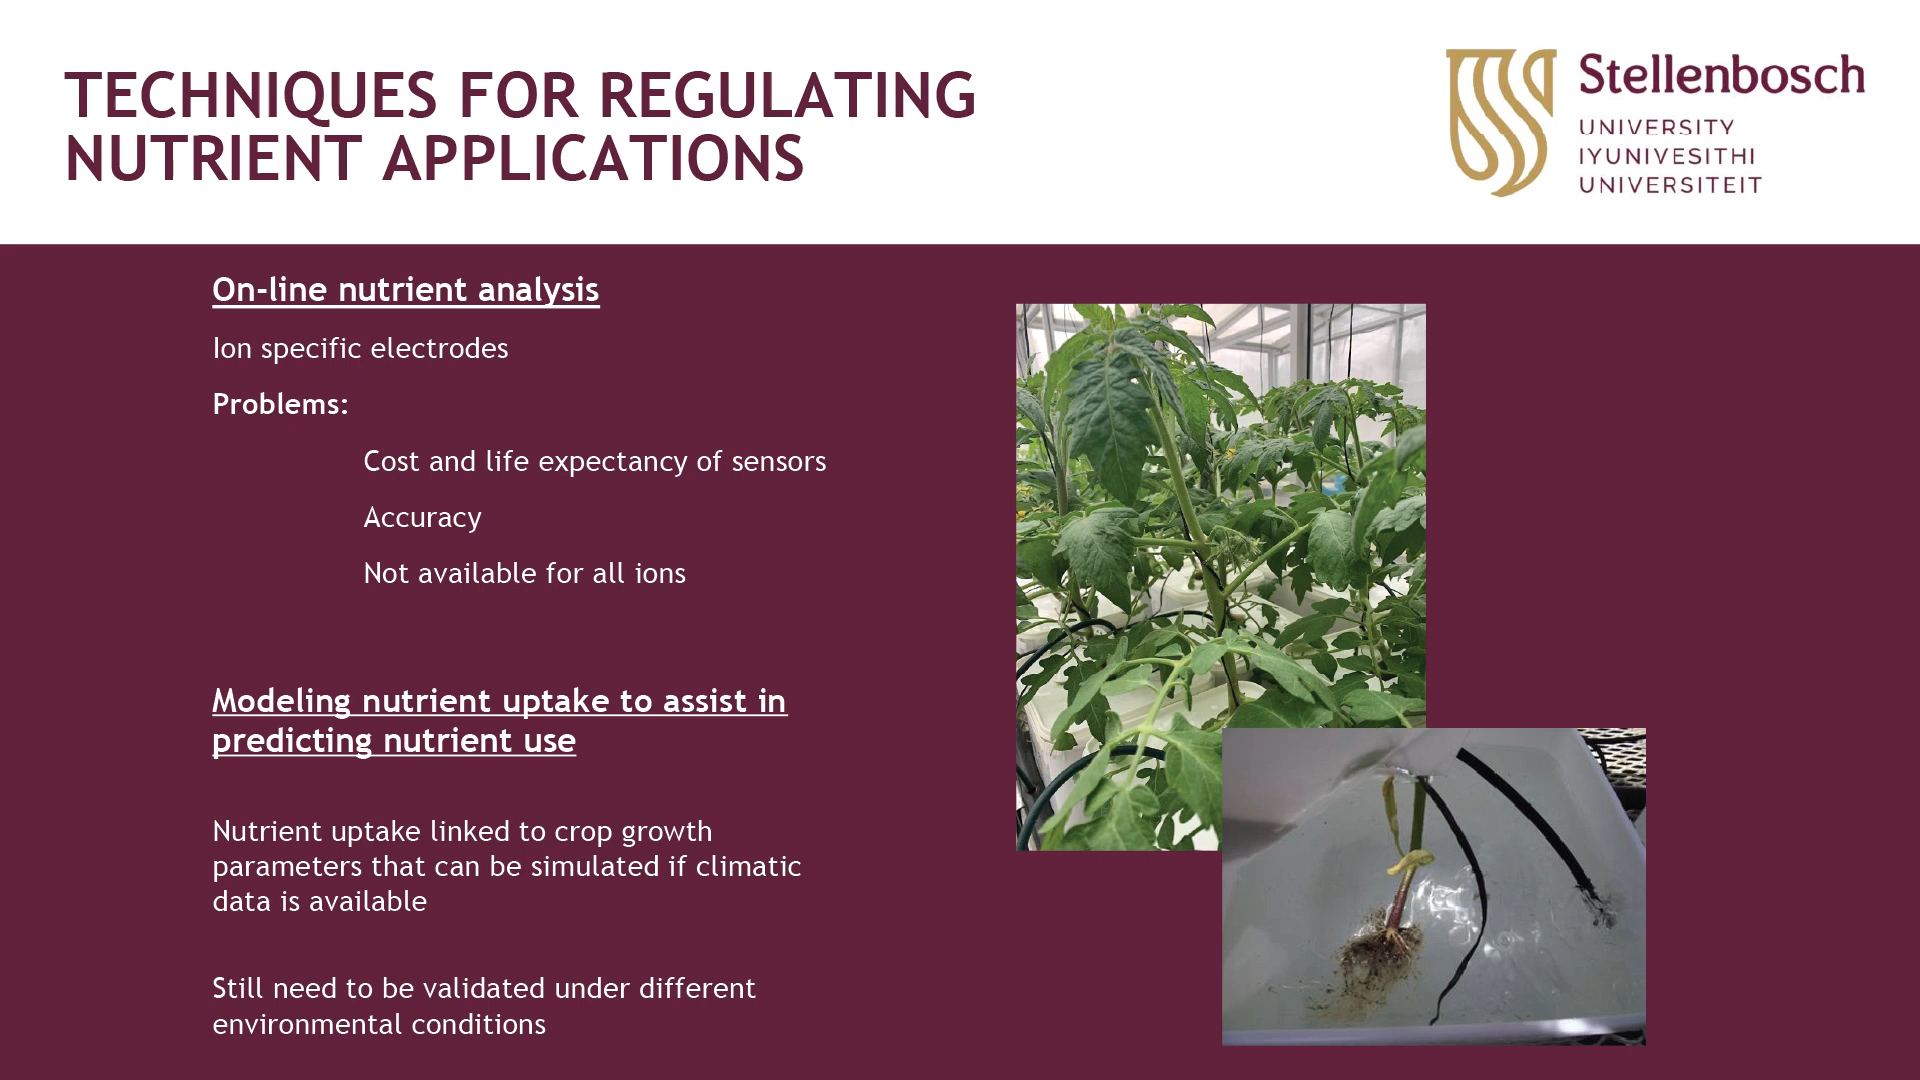 TECHNIQUES FOR REGULATING
NUTRIENT APPLICATIONS
Stellenbosch
UNIVERSITY
IYUNIVESITHI
UNIVERSITEIT
On-line nutrient analysis
Ion specific electrodes
Problems:
Cost and life expectancy of sensors
Accuracy
Not available for all ions
Modeling nutrient uptake to assist in
predicting nutrient use
Nutrient uptake linked to crop growth
parameters that can be simulated if climatic
data is available
Still need to be validated under different
environmental conditions